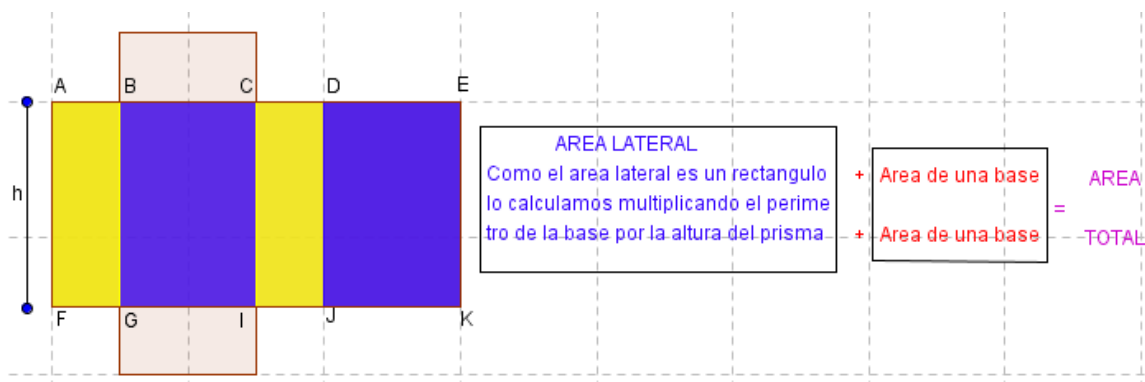 A B C D E
h
F G I J K
AREA LATERAL
Como el area lateral es un rectangulo
lo calculamos multiplicando el perime
tro de la base por la altura del prisma
+ Area de una base
+ Area de una base
=
AREA
TOTAL